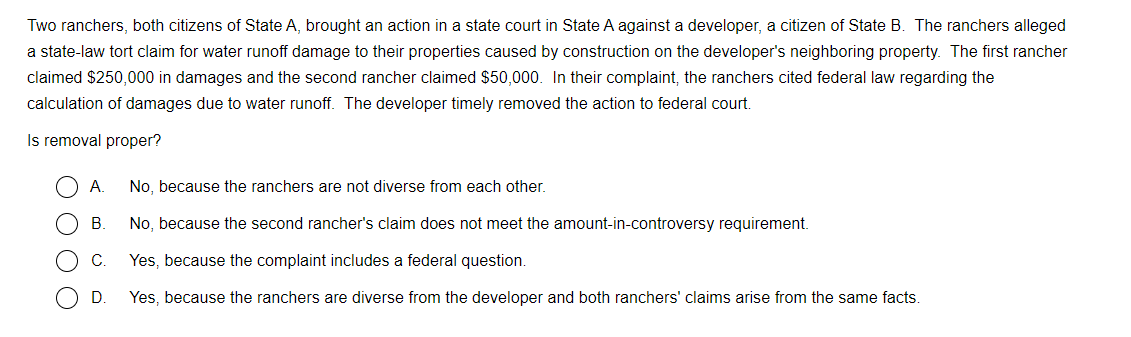 Two ranchers, both citizens of State A, brought an action in a state court in State A against a developer, a citizen of State B.  The ranchers alleged
a state-law tort claim for water runoff damage to their properties caused by construction on the developer's neighboring property.  The first rancher
claimed $250,000 in damages and the second rancher claimed $50,000.  In their complaint, the ranchers cited federal law regarding the
calculation of damages due to water runoff.  The developer timely removed the action to federal court.
Is removal proper?
A. No, because the ranchers are not diverse from each other.
B. No, because the second rancher's claim does not meet the amount-in-controversy requirement.
C. Yes, because the complaint includes a federal question.
D. Yes, because the ranchers are diverse from the developer and both ranchers' claims arise from the same facts.